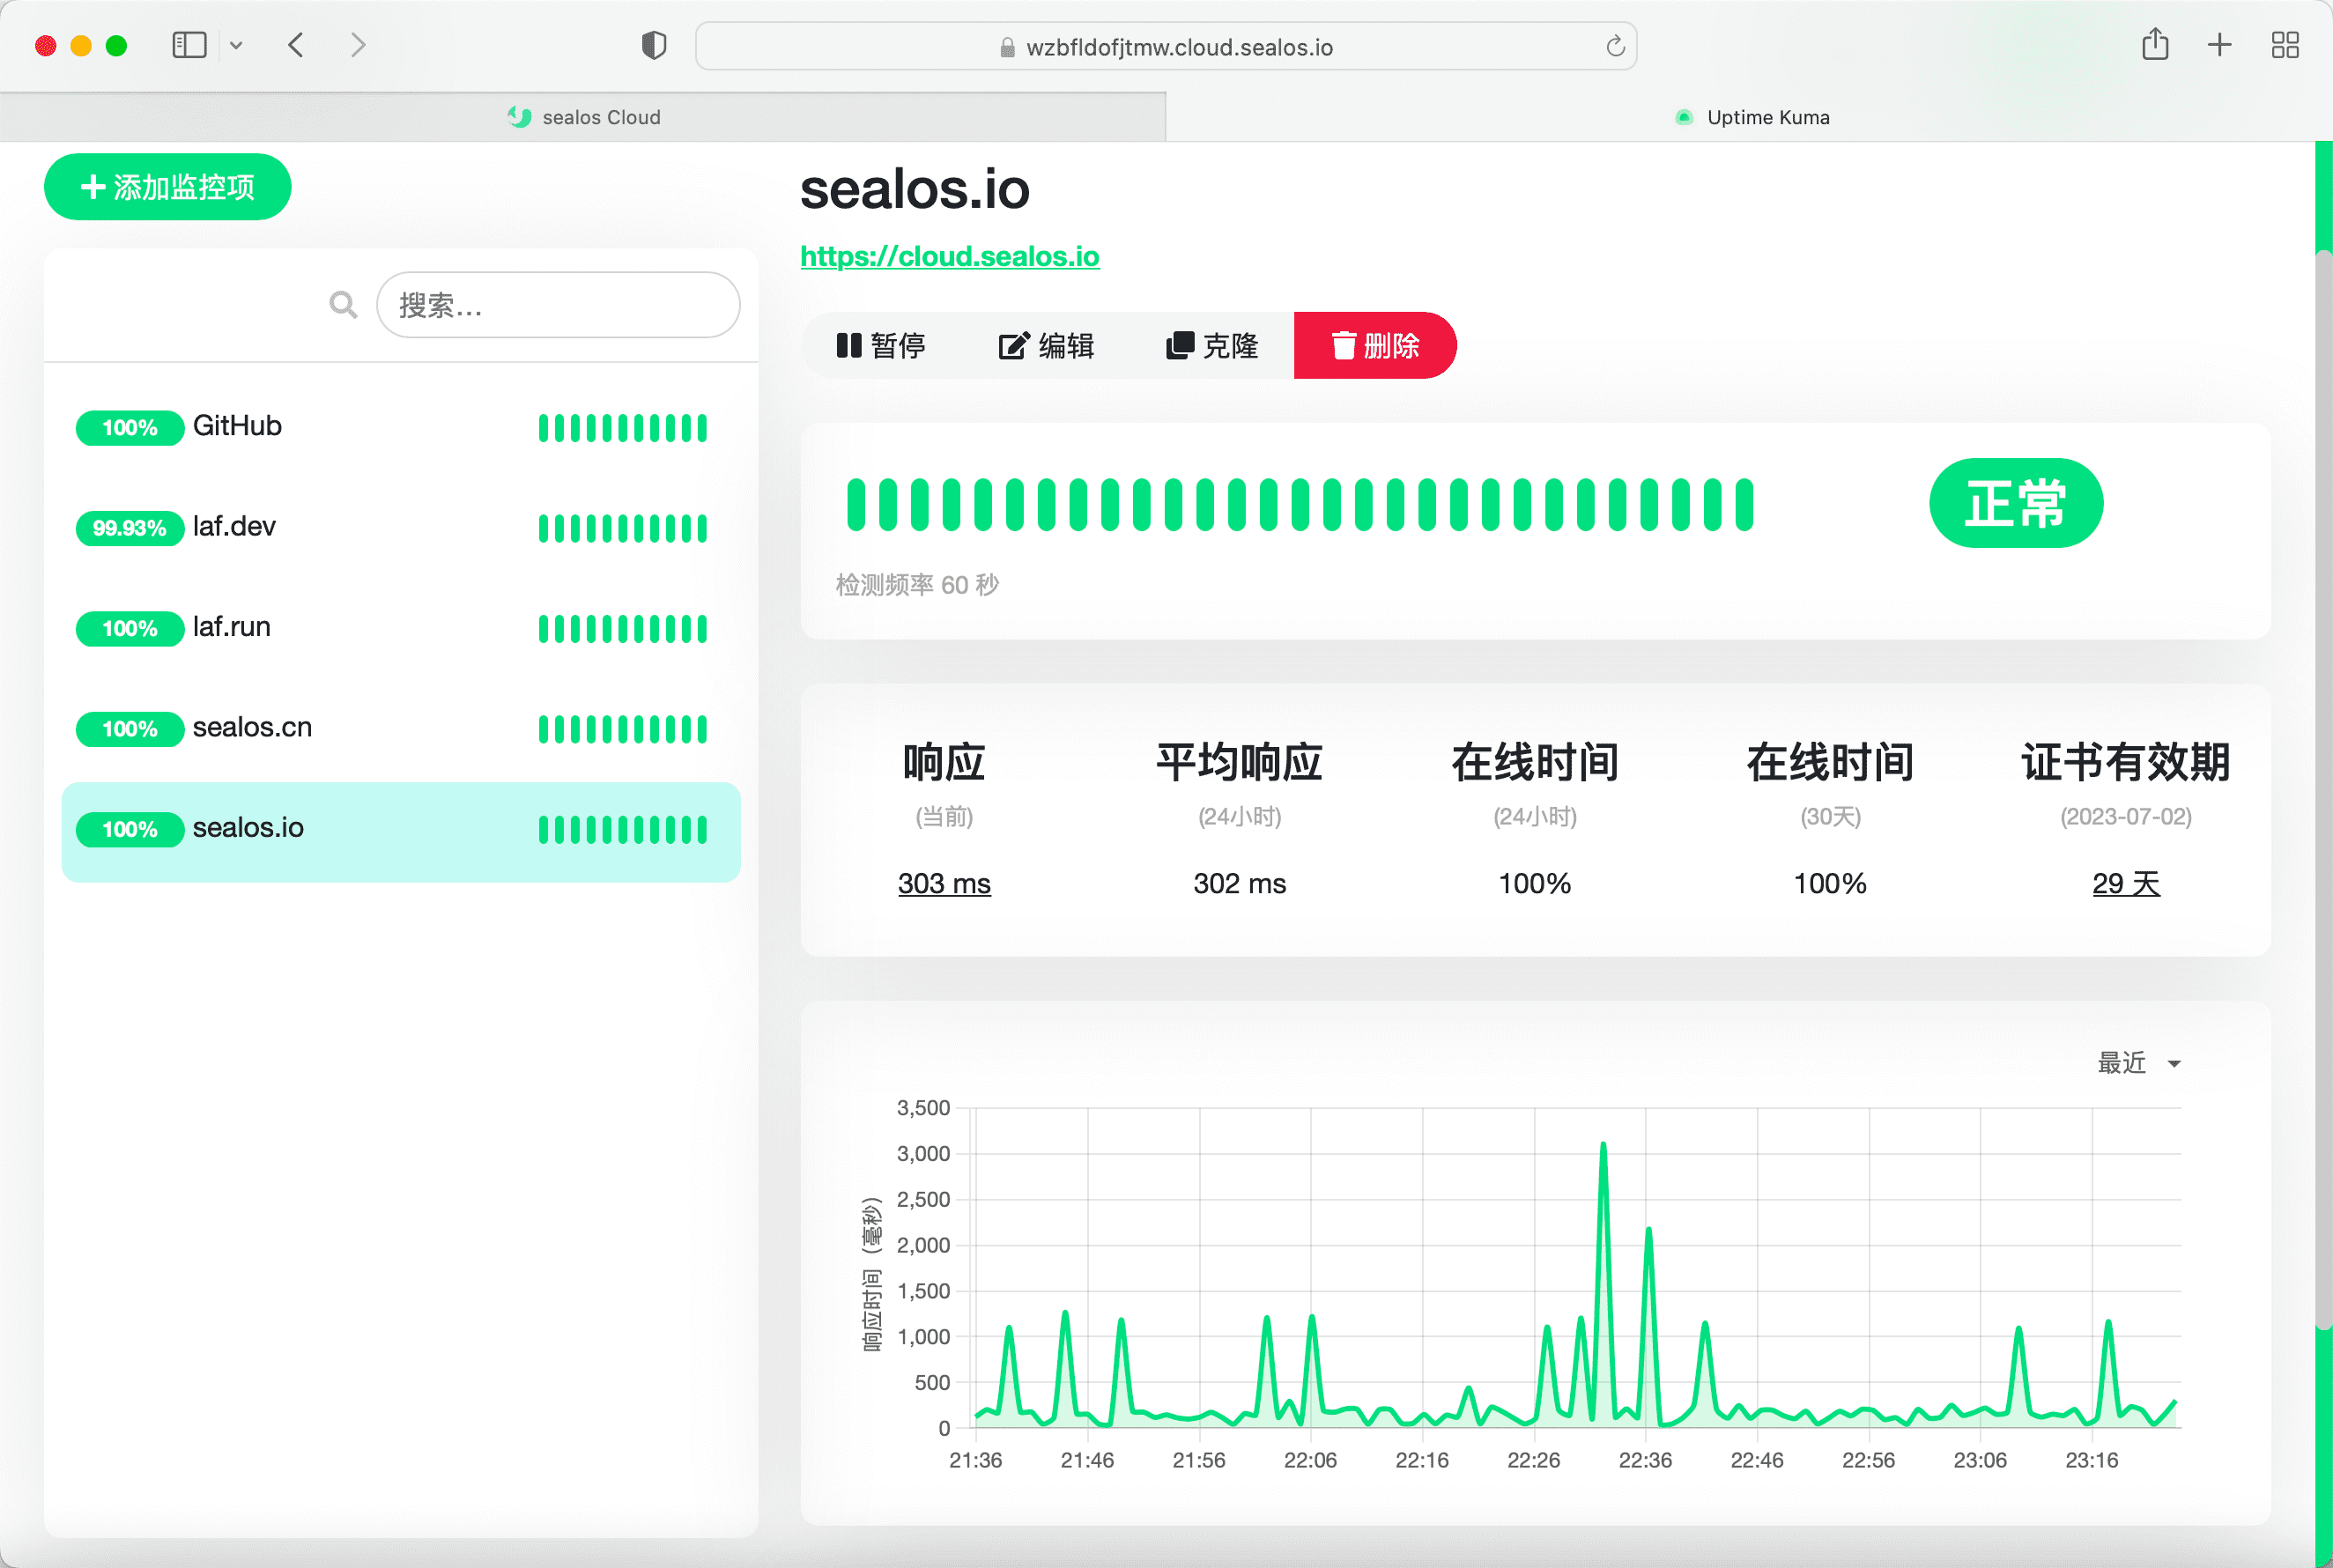 wzbfldofjtmw.cloud.sealos.io
sealos Cloud
Uptime Kuma
添加监控项
搜索...
100% GitHub
99.93% laf.dev
100% laf.run
100% sealos.cn
100% sealos.io
sealos.io
https://cloud.sealos.io
暂停 编辑 克隆 删除
正常
检测频率 60 秒
响应 平均响应 在线时间 在线时间 证书有效期
(当前) (24小时) (24小时) (30天) (2023-07-02)
303 ms 302 ms 100% 100% 29 天
最近
响应时间（毫秒）
3,500
3,000
2,500
2,000
1,500
1,000
500
0
21:36 21:46 21:56 22:06 22:16 22:26 22:36 22:46 22:56 23:06 23:16